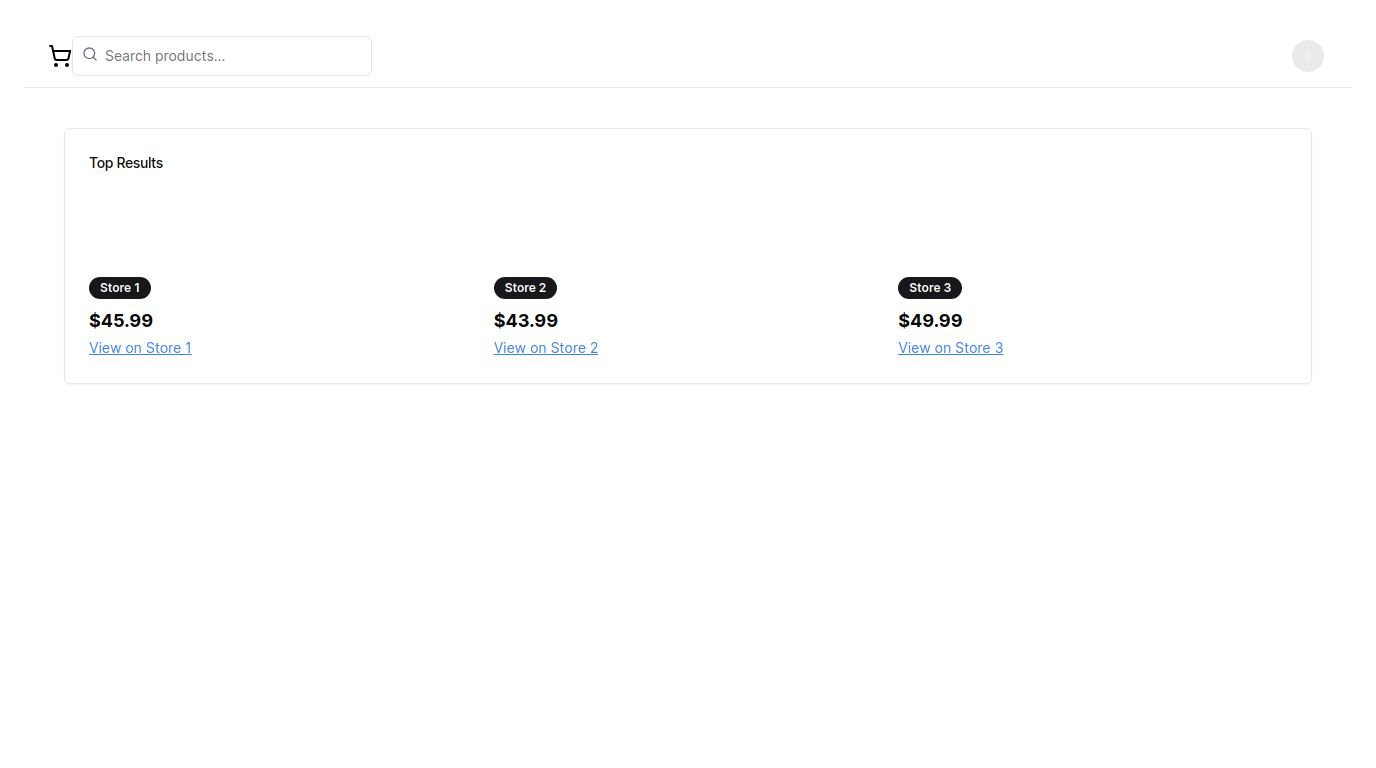 Search products...
Top Results
Store 1
$45.99
View on Store 1
Store 2
$43.99
View on Store 2
Store 3
$49.99
View on Store 3